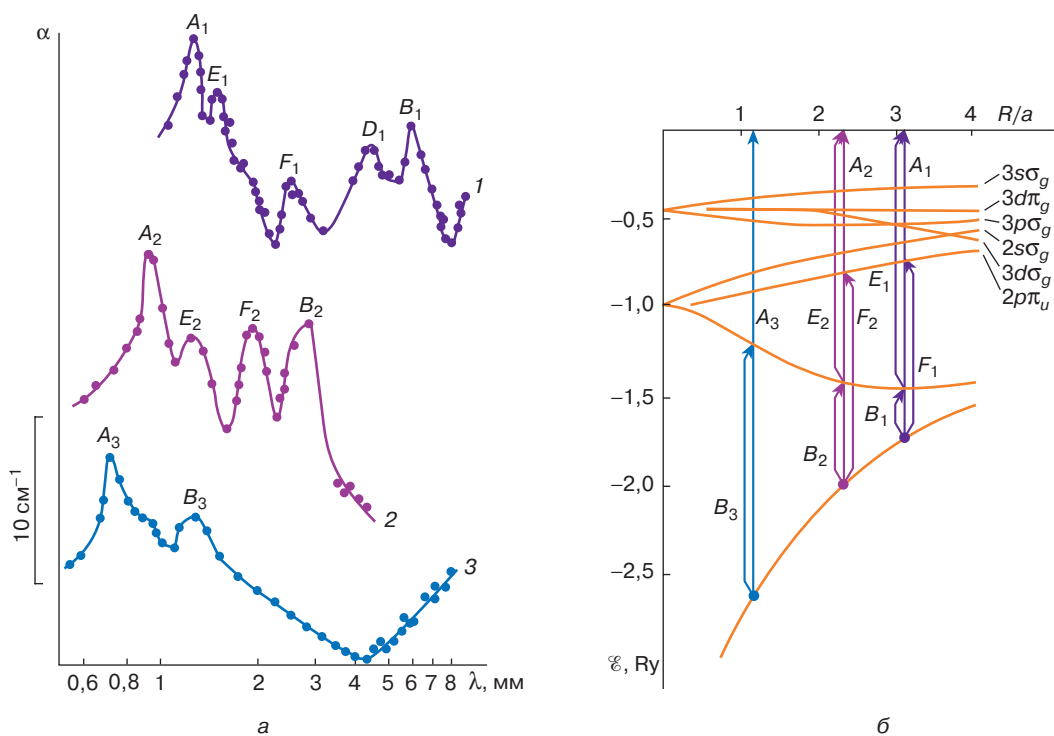 α
A₁
E₁
B₁
D₁
F₁
1
A₂
E₂
F₂
B₂
2
A₃
B₃
3
10 см⁻¹
0,6 0,8 1 2 3 4 5 6 7 8 λ, мм
а
1 2 3 4 R/a
A₂ A₁
3sσg
3dπg
3pσg
2sσg
3dσg
2pπu
−0,5
−1,0
−1,5
−2,0
−2,5
E₁
A₃ E₂ F₂
F₁
B₁
B₂
B₃
ℰ, Ry
б